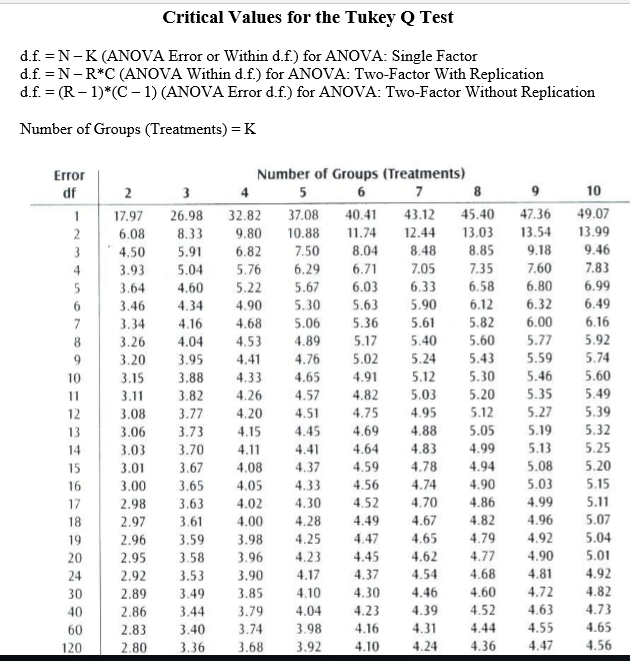 Critical Values for the Tukey Q Test
d.f. = N – K (ANOVA Error or Within d.f.) for ANOVA: Single Factor
d.f. = N – R*C (ANOVA Within d.f.) for ANOVA: Two-Factor With Replication
d.f. = (R – 1)*(C – 1) (ANOVA Error d.f.) for ANOVA: Two-Factor Without Replication
Number of Groups (Treatments) = K
Error Number of Groups (Treatments)
df 2 3 4 5 6 7 8 9 10
1 17.97 26.98 32.82 37.08 40.41 43.12 45.40 47.36 49.07
2 6.08 8.33 9.80 10.88 11.74 12.44 13.03 13.54 13.99
3 4.50 5.91 6.82 7.50 8.04 8.48 8.85 9.18 9.46
4 3.93 5.04 5.76 6.29 6.71 7.05 7.35 7.60 7.83
5 3.64 4.60 5.22 5.67 6.03 6.33 6.58 6.80 6.99
6 3.46 4.34 4.90 5.30 5.63 5.90 6.12 6.32 6.49
7 3.34 4.16 4.68 5.06 5.36 5.61 5.82 6.00 6.16
8 3.26 4.04 4.53 4.89 5.17 5.40 5.60 5.77 5.92
9 3.20 3.95 4.41 4.76 5.02 5.24 5.43 5.59 5.74
10 3.15 3.88 4.33 4.65 4.91 5.12 5.30 5.46 5.60
11 3.11 3.82 4.26 4.57 4.82 5.03 5.20 5.35 5.49
12 3.08 3.77 4.20 4.51 4.75 4.95 5.12 5.27 5.39
13 3.06 3.73 4.15 4.45 4.69 4.88 5.05 5.19 5.32
14 3.03 3.70 4.11 4.41 4.64 4.83 4.99 5.13 5.25
15 3.01 3.67 4.08 4.37 4.59 4.78 4.94 5.08 5.20
16 3.00 3.65 4.05 4.33 4.56 4.74 4.90 5.03 5.15
17 2.98 3.63 4.02 4.30 4.52 4.70 4.86 4.99 5.11
18 2.97 3.61 4.00 4.28 4.49 4.67 4.82 4.96 5.07
19 2.96 3.59 3.98 4.25 4.47 4.65 4.79 4.92 5.04
20 2.95 3.58 3.96 4.23 4.45 4.62 4.77 4.90 5.01
24 2.92 3.53 3.90 4.17 4.37 4.54 4.68 4.81 4.92
30 2.89 3.49 3.85 4.10 4.30 4.46 4.60 4.72 4.82
40 2.86 3.44 3.79 4.04 4.23 4.39 4.52 4.63 4.73
60 2.83 3.40 3.74 3.98 4.16 4.31 4.44 4.55 4.65
120 2.80 3.36 3.68 3.92 4.10 4.24 4.36 4.47 4.56